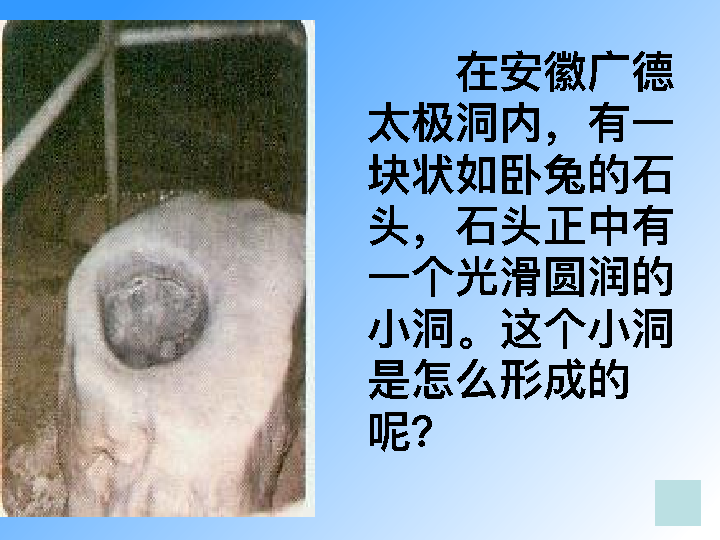 在安徽广德
太极洞内，有一
块状如卧兔的石
头，石头正中有
一个光滑圆润的
小洞。这个小洞
是怎么形成的
呢？